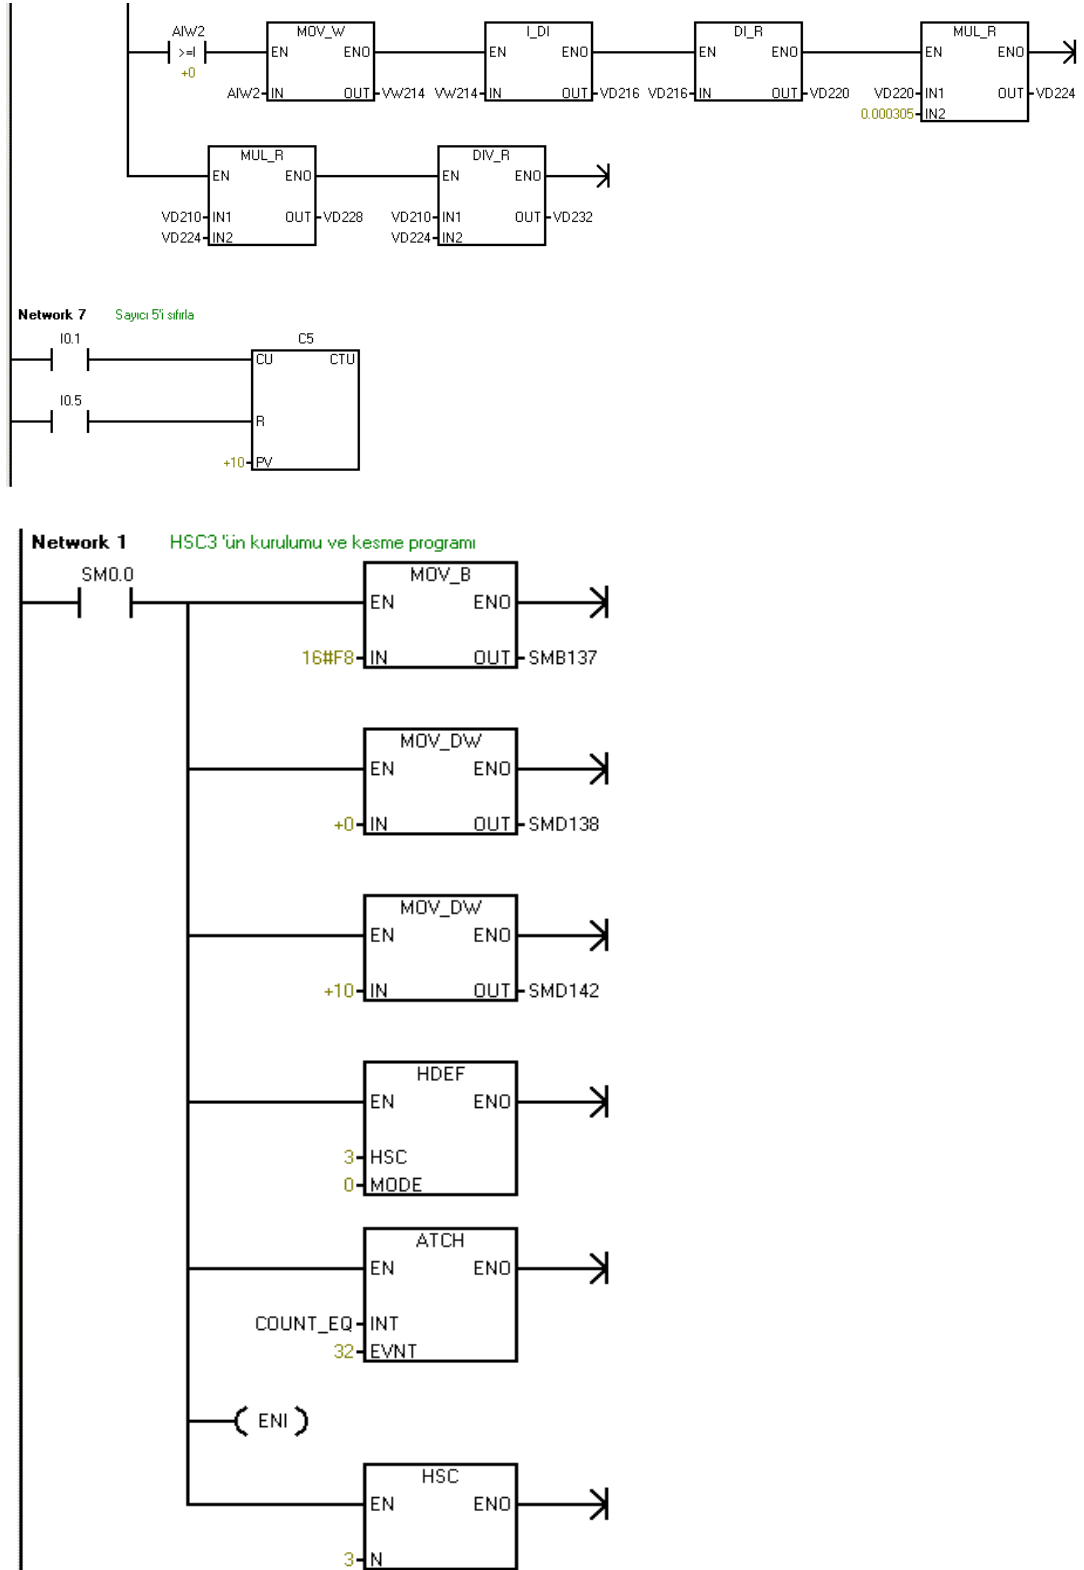 AIW2 MOV_W I_DI DI_R MUL_R
>=I EN ENO EN ENO EN ENO EN ENO
+0
AIW2 IN OUT VW214 VW214 IN OUT VD216 VD216 IN OUT VD220 VD220 IN1 OUT VD224
0.000305 IN2
MUL_R DIV_R
EN ENO EN ENO
VD210 IN1 OUT VD228 VD210 IN1 OUT VD232
VD224 IN2 VD224 IN2
Network 7 Sayıcı 5'i sıfırla
I0.1 C5
CU CTU
I0.5
R
+10 PV
Network 1 HSC3 'ün kurulumu ve kesme programı
SM0.0 MOV_B
EN ENO
16#F8 IN OUT SMB137
MOV_DW
EN ENO
+0 IN OUT SMD138
MOV_DW
EN ENO
+10 IN OUT SMD142
HDEF
EN ENO
3 HSC
0 MODE
ATCH
EN ENO
COUNT_EQ INT
32 EVNT
ENI
HSC
EN ENO
3 N